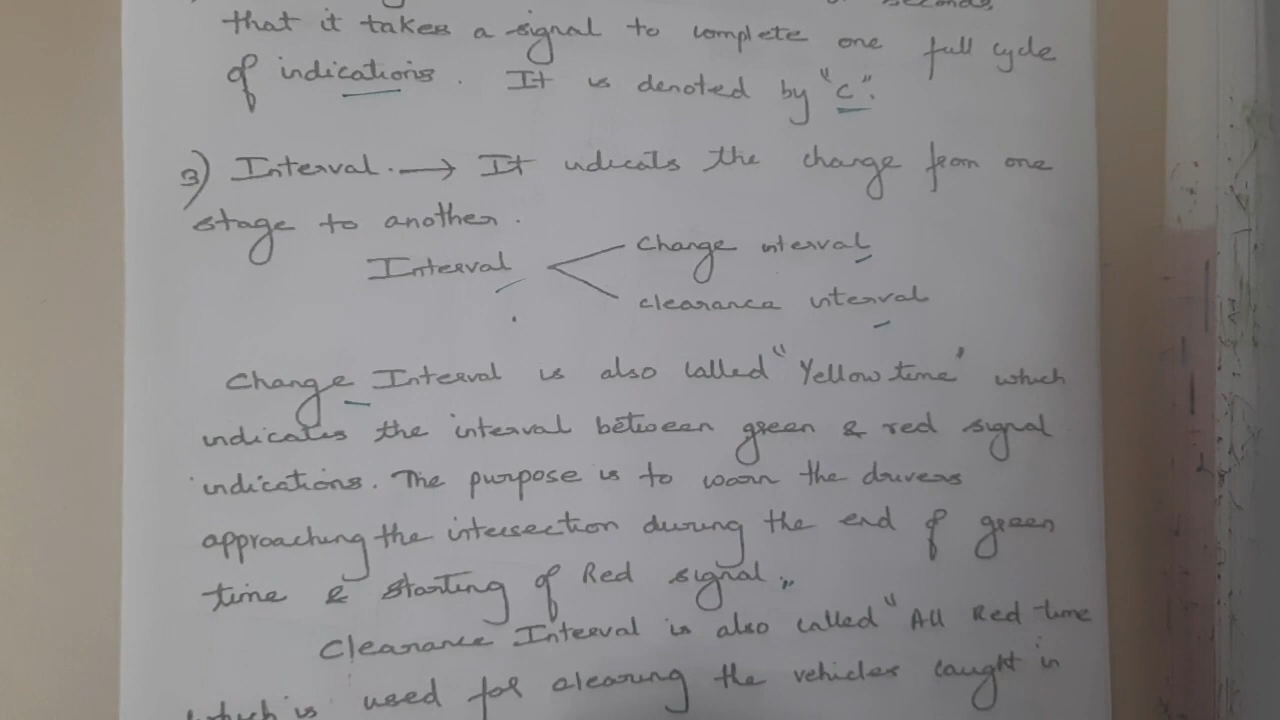 seconds
that it takes a signal to complete one full cycle
of indications. It is denoted by "C".
3) Interval. → It indicats the change from one
stage to another.
Change interval
Interval
clearance interval
Change Interval is also called "Yellow time" which
indicates the interval between green & red signal
indications. The purpose is to warn the drivers
approaching the intersection during the end of green
time & starting of Red signal.
Clearance Interval is also called "All Red time
which is used for clearing the vehicles caught in